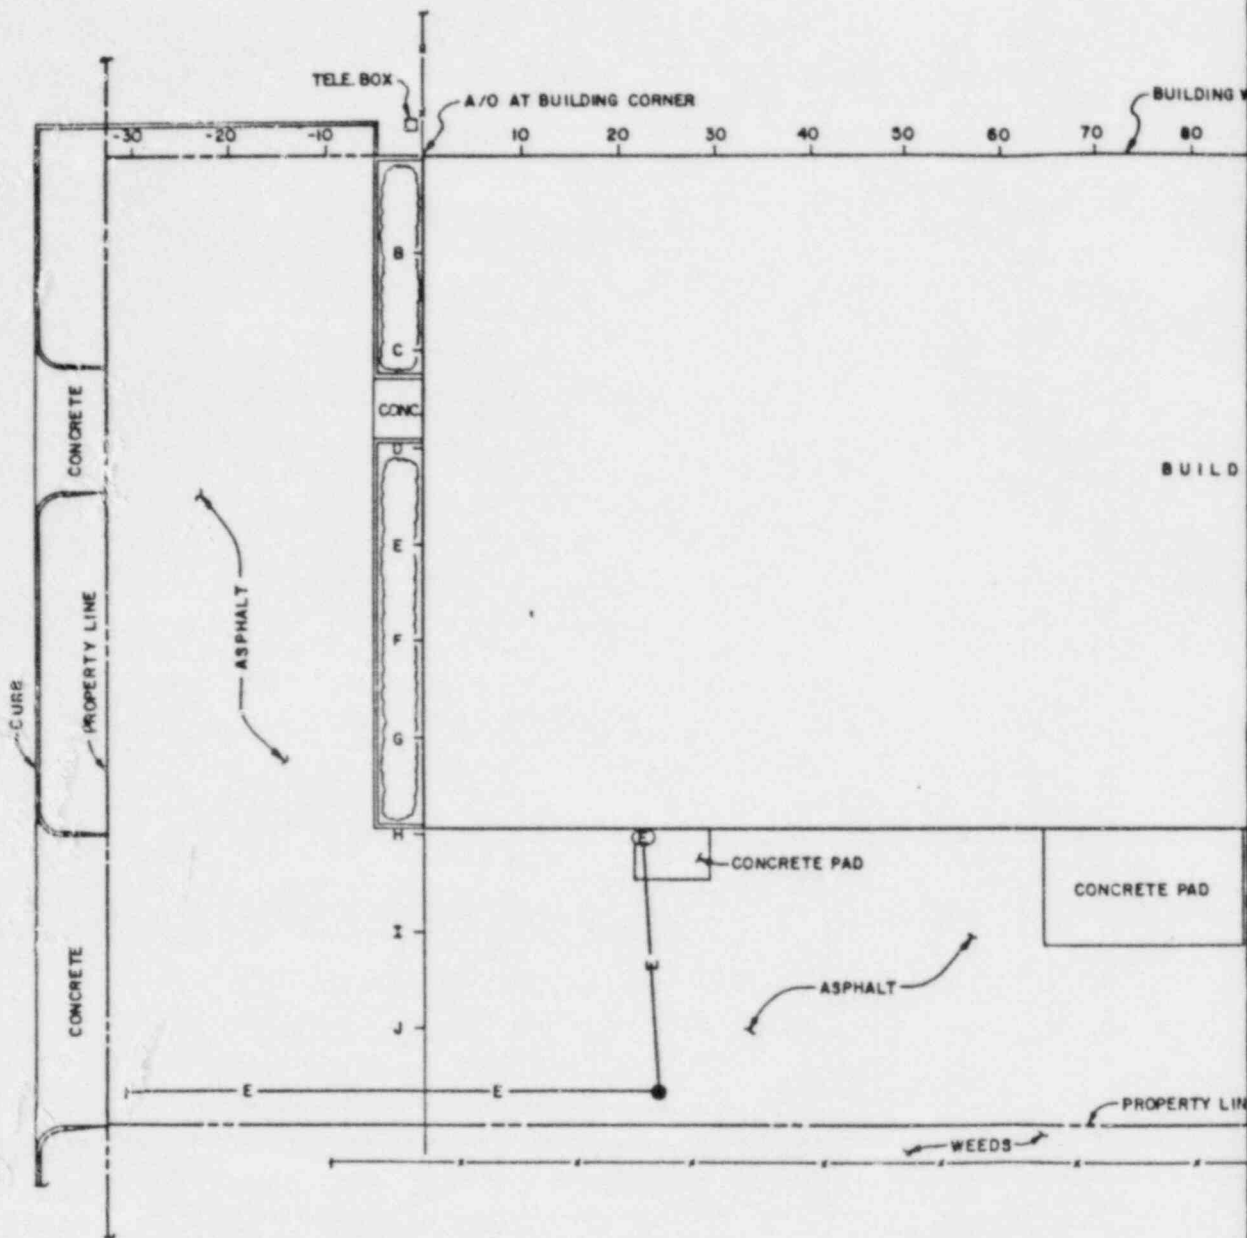 TELE. BOX
A/O AT BUILDING CORNER
BUILDING W
-30 -20 -10 10 20 30 40 50 60 70 80
B
C
CONCRETE
CONC.
BUILD
E
ASPHALT
F
PROPERTY LINE
CURB
G
H
E
CONCRETE PAD
CONCRETE PAD
I
CONCRETE
E
ASPHALT
J
E E
PROPERTY LIN
WEEDS